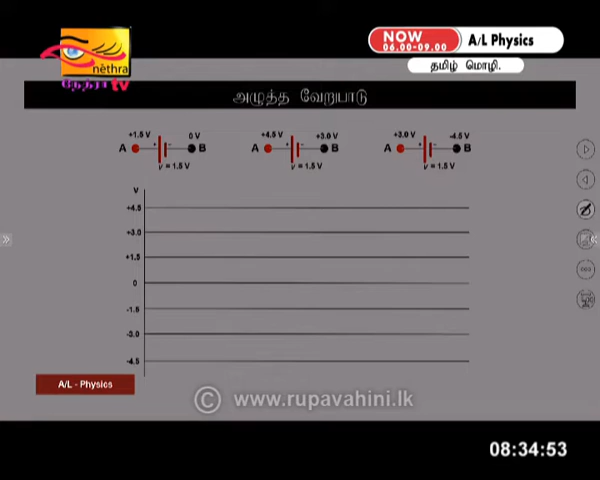 NOW
06.00-09.00
A/L Physics
தமிழ் மொழி.
nēthra
நேத்ரா tv
அழுத்த வேறுபாடு
+1.5 V 0 V
A + - B
v = 1.5 V
+4.5 V +3.0 V
A + - B
v = 1.5 V
+3.0 V -4.5 V
A + - B
v = 1.5 V
V
+4.5
+3.0
+1.5
0
-1.5
-3.0
-4.5
A/L - Physics
© www.rupavahini.lk
08:34:53